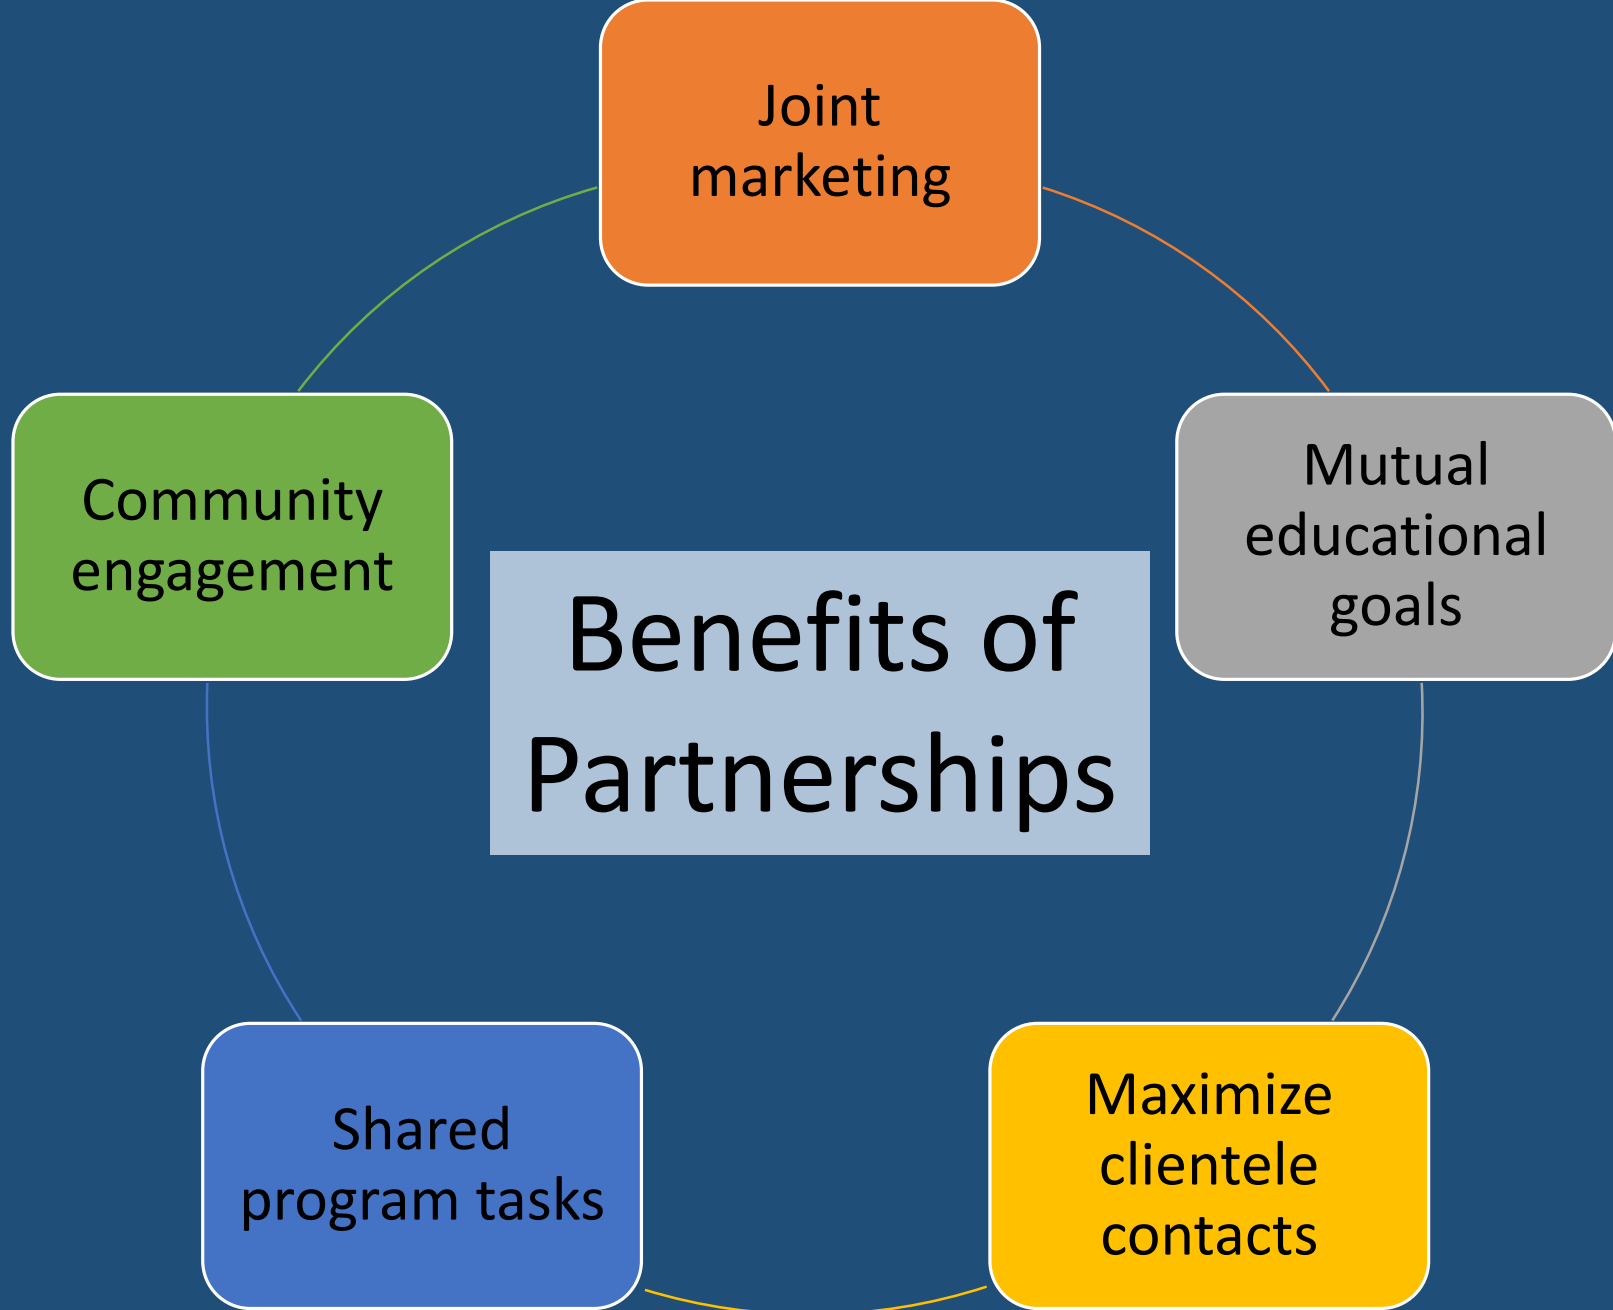 Joint
marketing
Mutual
educational
goals
Maximize
clientele
contacts
Shared
program tasks
Community
engagement
Benefits of
Partnerships